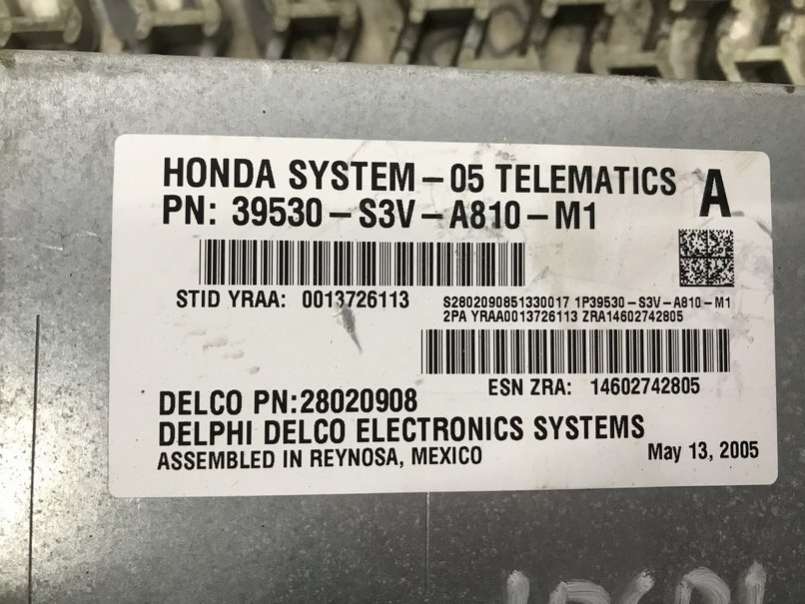 HONDA SYSTEM-05 TELEMATICS A
PN: 39530-S3V-A810-M1
STID YRAA: 0013726113
S2802090851330017 1P39530-S3V-A810-M1
2PA YRAA0013726113 ZRA14602742805
ESN ZRA: 14602742805
DELCO PN:28020908
DELPHI DELCO ELECTRONICS SYSTEMS
ASSEMBLED IN REYNOSA, MEXICO May 13, 2005